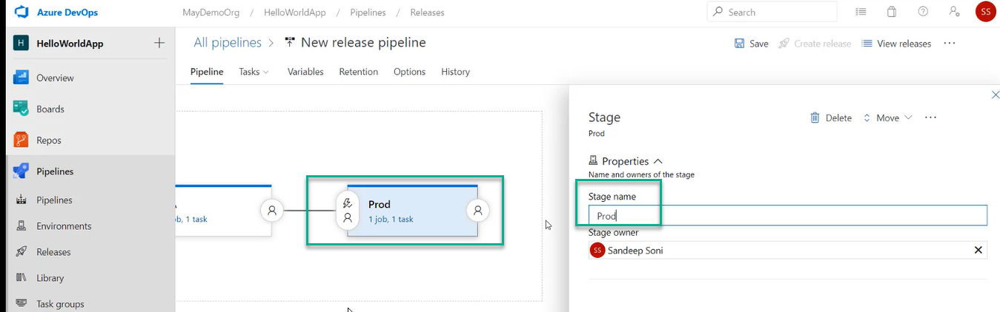 Azure DevOps
MayDemoOrg / HelloWorldApp / Pipelines / Releases
Search
SS
H HelloWorldApp
All pipelines > New release pipeline
Save Create release View releases ...
Pipeline Tasks Variables Retention Options History
Overview
Boards
Repos
Pipelines
Pipelines
Environments
Releases
Library
Task groups
1 task
Prod
1 job, 1 task
Stage
Delete Move ...
Prod
Properties
Name and owners of the stage
Stage name
Prod
Stage owner
SS Sandeep Soni